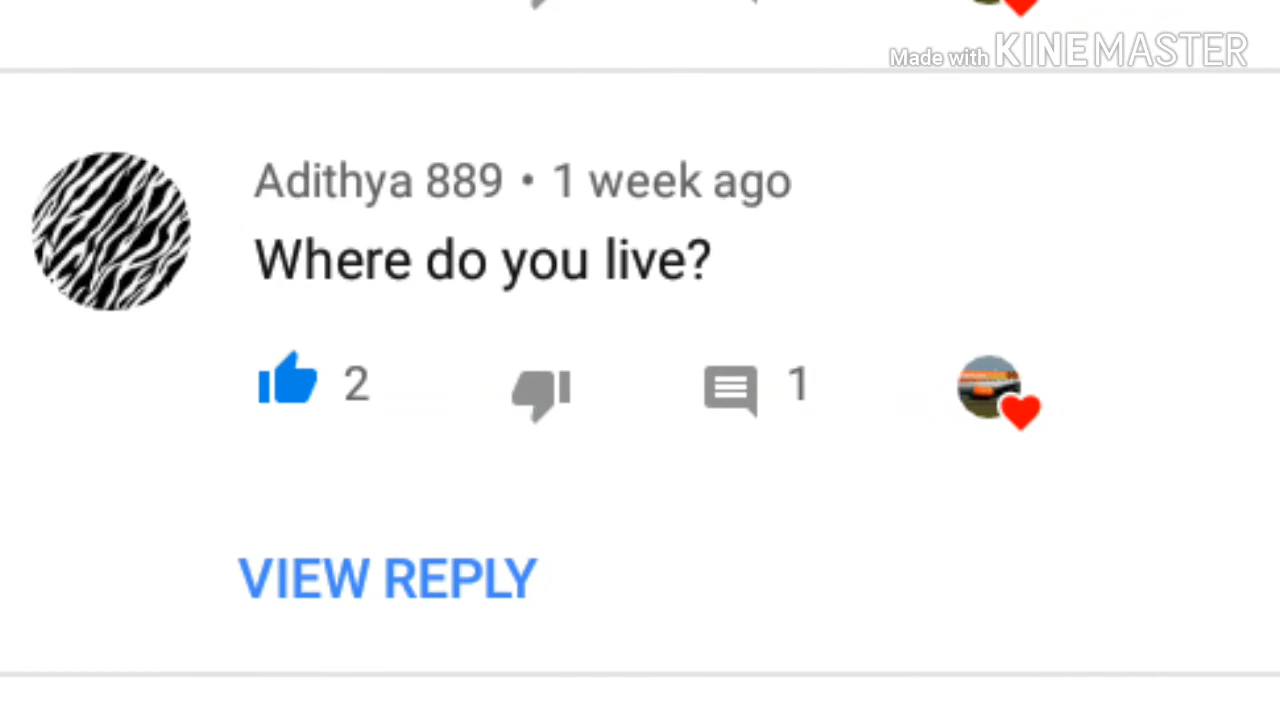 Made with KINEMASTER
Adithya 889 • 1 week ago
Where do you live?
2
1
VIEW REPLY